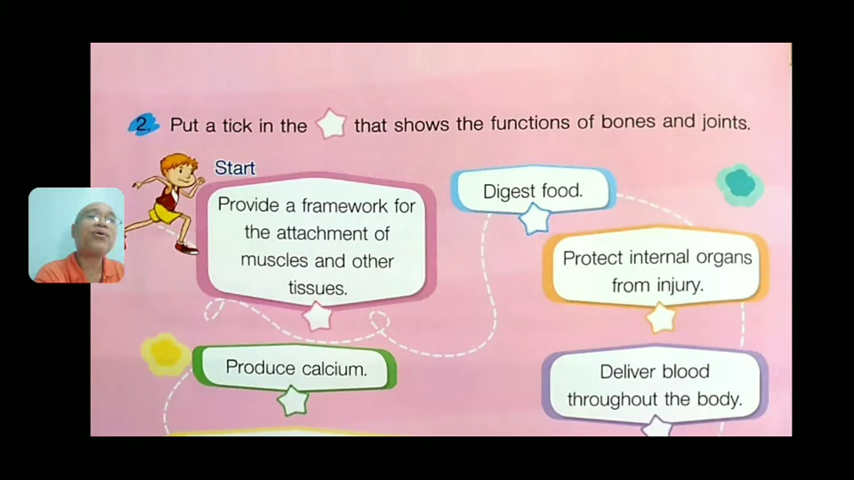 2. Put a tick in the that shows the functions of bones and joints.
Start
Provide a framework for
the attachment of
muscles and other
tissues.
Digest food.
Protect internal organs
from injury.
Produce calcium.
Deliver blood
throughout the body.